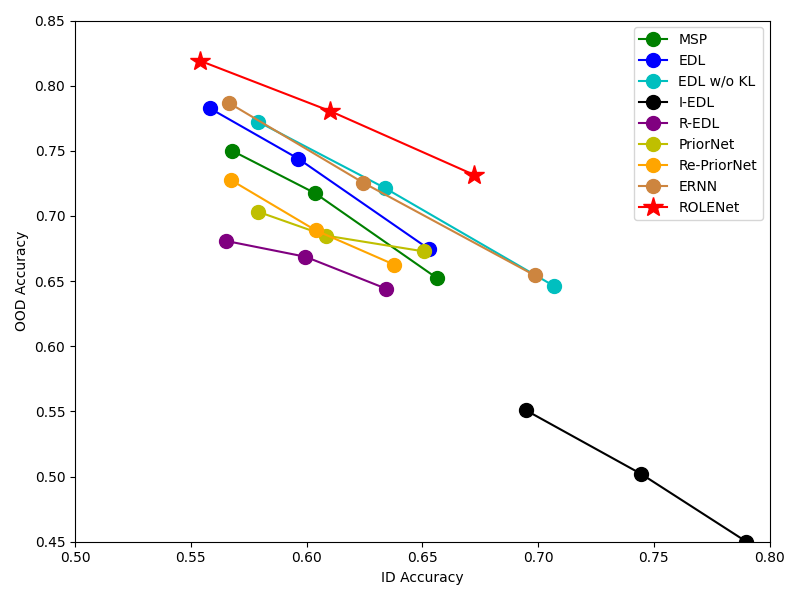 0.85
0.80
0.75
0.70
0.65
0.60
0.55
0.50
0.45
OOD Accuracy
0.50 0.55 0.60 0.65 0.70 0.75 0.80
ID Accuracy
MSP
EDL
EDL w/o KL
I-EDL
R-EDL
PriorNet
Re-PriorNet
ERNN
ROLENet